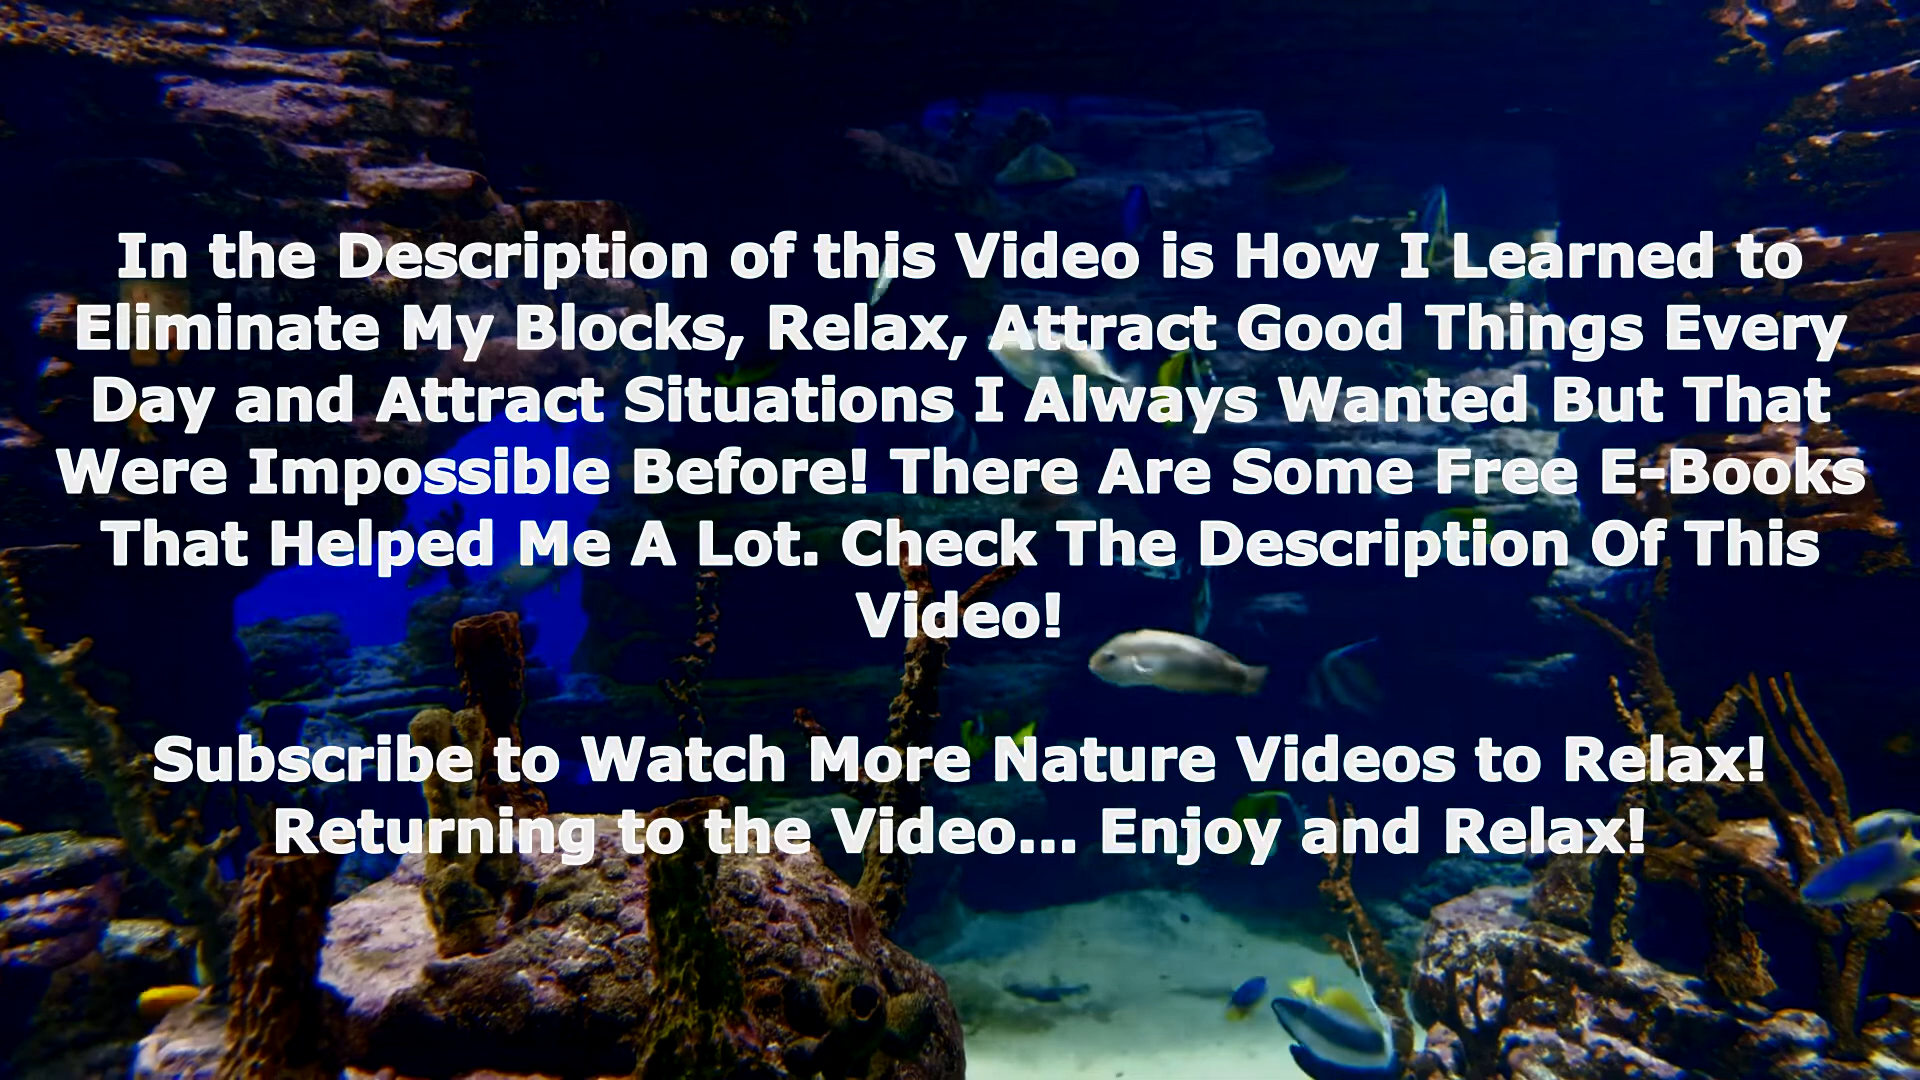 In the Description of this Video is How I Learned to
Eliminate My Blocks, Relax, Attract Good Things Every
Day and Attract Situations I Always Wanted But That
Were Impossible Before! There Are Some Free E-Books
That Helped Me A Lot. Check The Description Of This
Video!
Subscribe to Watch More Nature Videos to Relax!
Returning to the Video... Enjoy and Relax!